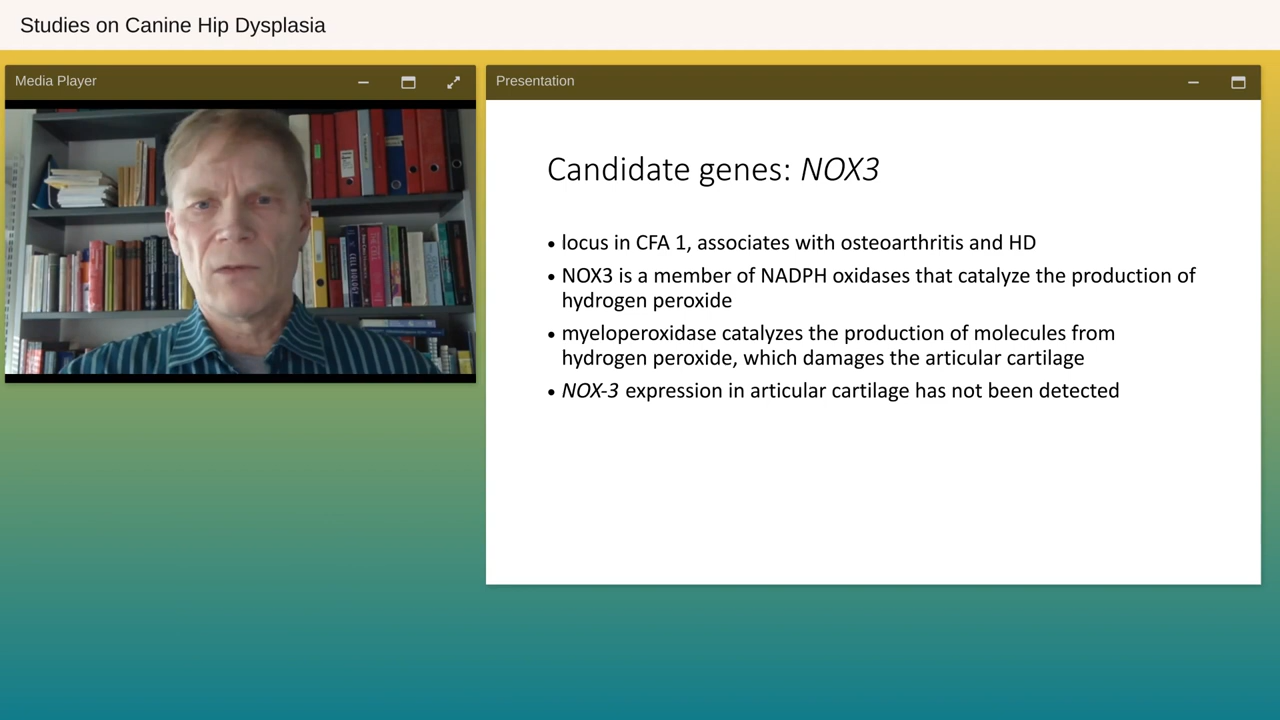 Studies on Canine Hip Dysplasia
Media Player
Presentation
Candidate genes: NOX3
• locus in CFA 1, associates with osteoarthritis and HD
• NOX3 is a member of NADPH oxidases that catalyze the production of
hydrogen peroxide
• myeloperoxidase catalyzes the production of molecules from
hydrogen peroxide, which damages the articular cartilage
• NOX-3 expression in articular cartilage has not been detected
CELL BIOLOGY